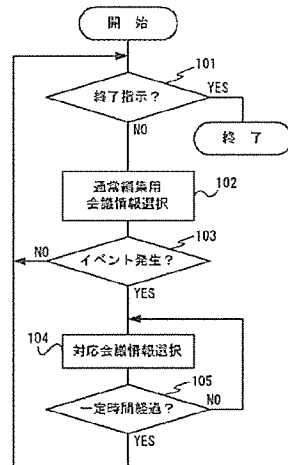 開 始
101
終了指示？
YES
NO
終 了
通常編集用
会議情報選択
102
103
NO
イベント発生？
YES
104
対応会議情報選択
105
一定時間経過？
NO
YES